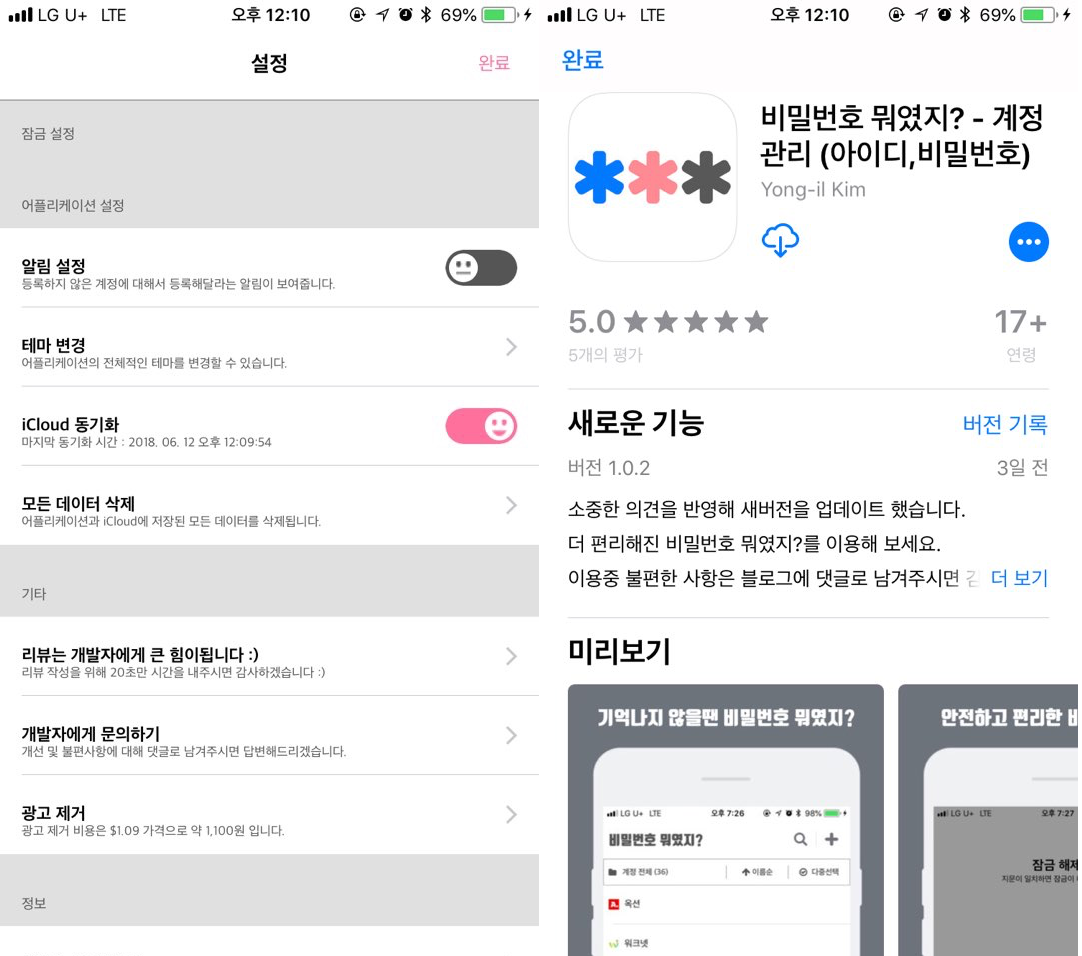 LG U+ LTE 오후 12:10 69%
설정
완료
잠금 설정
어플리케이션 설정
알림 설정
등록하지 않은 계정에 대해서 등록해달라는 알림이 보여줍니다.
테마 변경
어플리케이션의 전체적인 테마를 변경할 수 있습니다.
iCloud 동기화
마지막 동기화 시간 : 2018. 06. 12 오후 12:09:54
모든 데이터 삭제
어플리케이션과 iCloud에 저장된 모든 데이터를 삭제됩니다.
기타
리뷰는 개발자에게 큰 힘이됩니다 :)
리뷰 작성을 위해 20초만 시간을 내주시면 감사하겠습니다 :)
개발자에게 문의하기
개선 및 불편사항에 대해 댓글로 남겨주시면 답변해드리겠습니다.
광고 제거
광고 제거 비용은 $1.09 가격으로 약 1,100원 입니다.
정보
LG U+ LTE 오후 12:10 69%
완료
비밀번호 뭐였지? - 계정
관리 (아이디,비밀번호)
Yong-il Kim
5.0 17+
5개의 평가 연령
새로운 기능 버전 기록
버전 1.0.2 3일 전
소중한 의견을 반영해 새버전을 업데이트 했습니다.
더 편리해진 비밀번호 뭐였지?를 이용해 보세요.
이용중 불편한 사항은 블로그에 댓글로 남겨주시면 더 보기
미리보기
기억나지 않을땐 비밀번호 뭐였지?
LG U+ LTE 오후 7:26 98%
비밀번호 뭐였지?
계정 전체 (36) 이름순 다중선택
옥션
워크넷
안전하고 편리한
LG U+ LTE 오후 7:27
잠금 해제
지문이 일치하면 잠금이